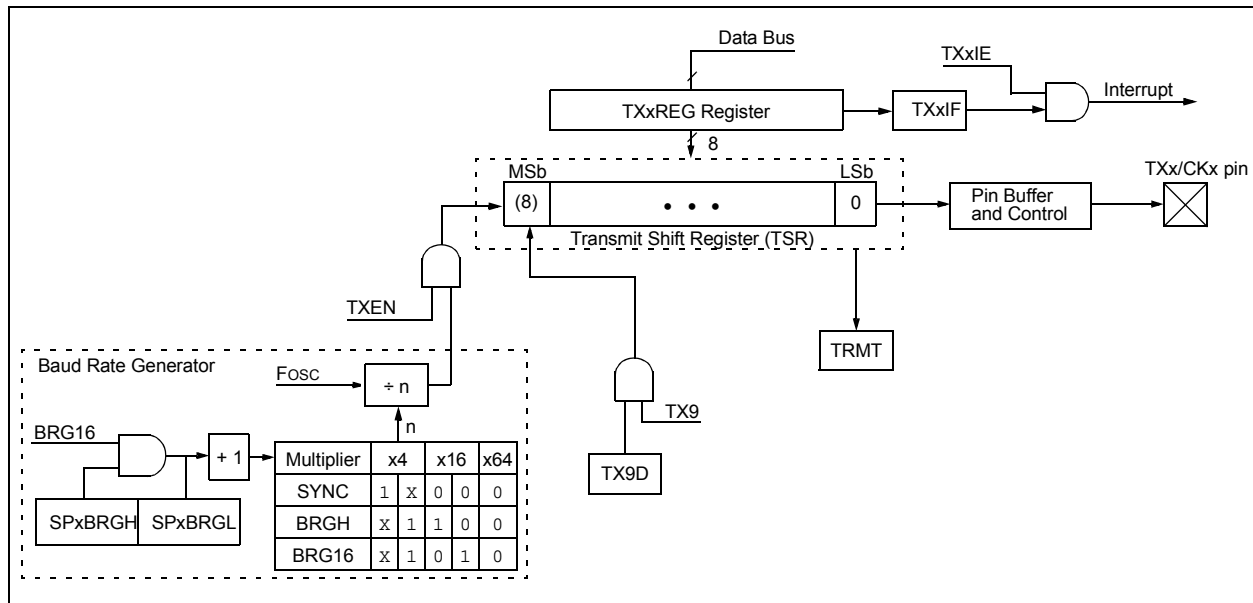 Data Bus
TXxIE
Interrupt
TXxREG Register
TXxIF
8
MSb
LSb
TXx/CKx pin
(8)
• • •
0
Pin Buffer
and Control
Transmit Shift Register (TSR)
TXEN
TRMT
Baud Rate Generator
FOSC
÷ n
TX9
BRG16
n
+ 1
Multiplier x4 x16 x64
TX9D
SYNC 1 X 0 0 0
SPxBRGH SPxBRGL
BRGH X 1 1 0 0
BRG16 X 1 0 1 0